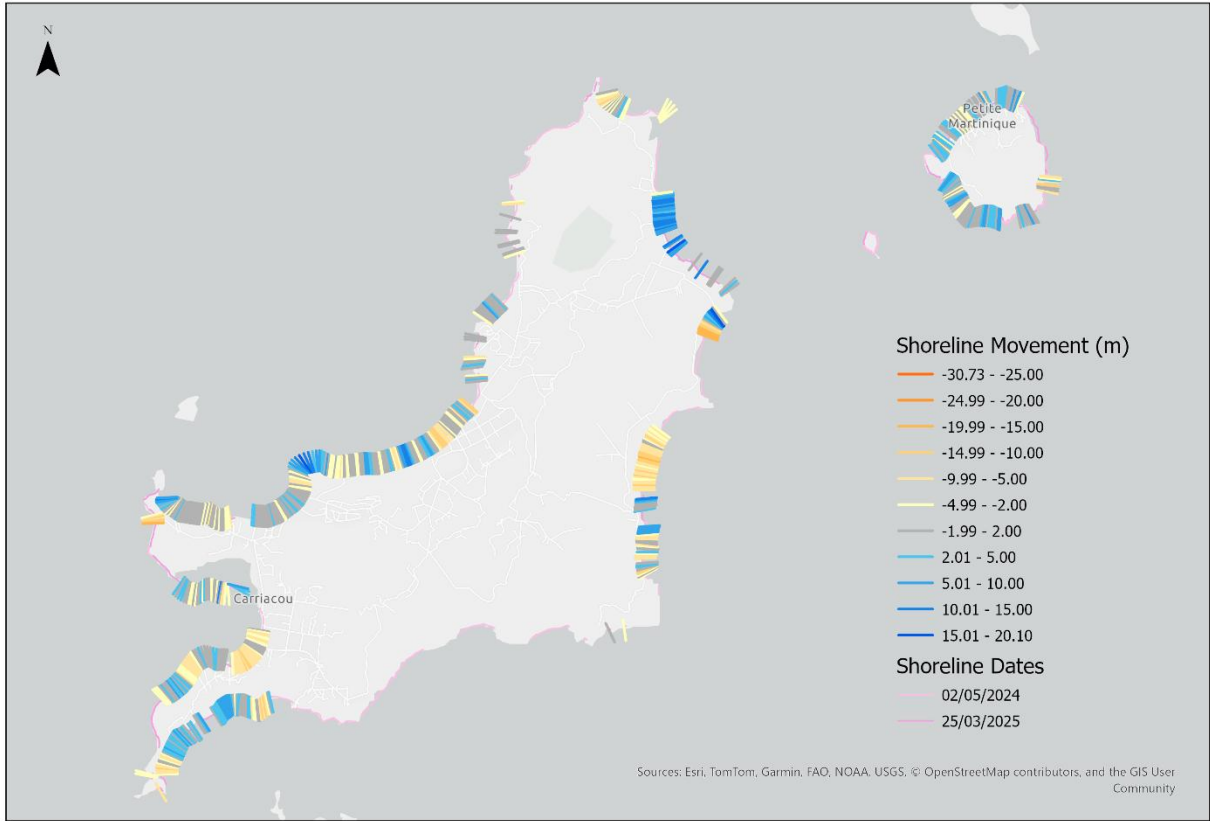 N
Petite
Martinique
Carriacou
Shoreline Movement (m)
-30.73 - -25.00
-24.99 - -20.00
-19.99 - -15.00
-14.99 - -10.00
-9.99 - -5.00
-4.99 - -2.00
-1.99 - 2.00
2.01 - 5.00
5.01 - 10.00
10.01 - 15.00
15.01 - 20.10
Shoreline Dates
02/05/2024
25/03/2025
Sources: Esri, TomTom, Garmin, FAO, NOAA, USGS, © OpenStreetMap contributors, and the GIS User
Community